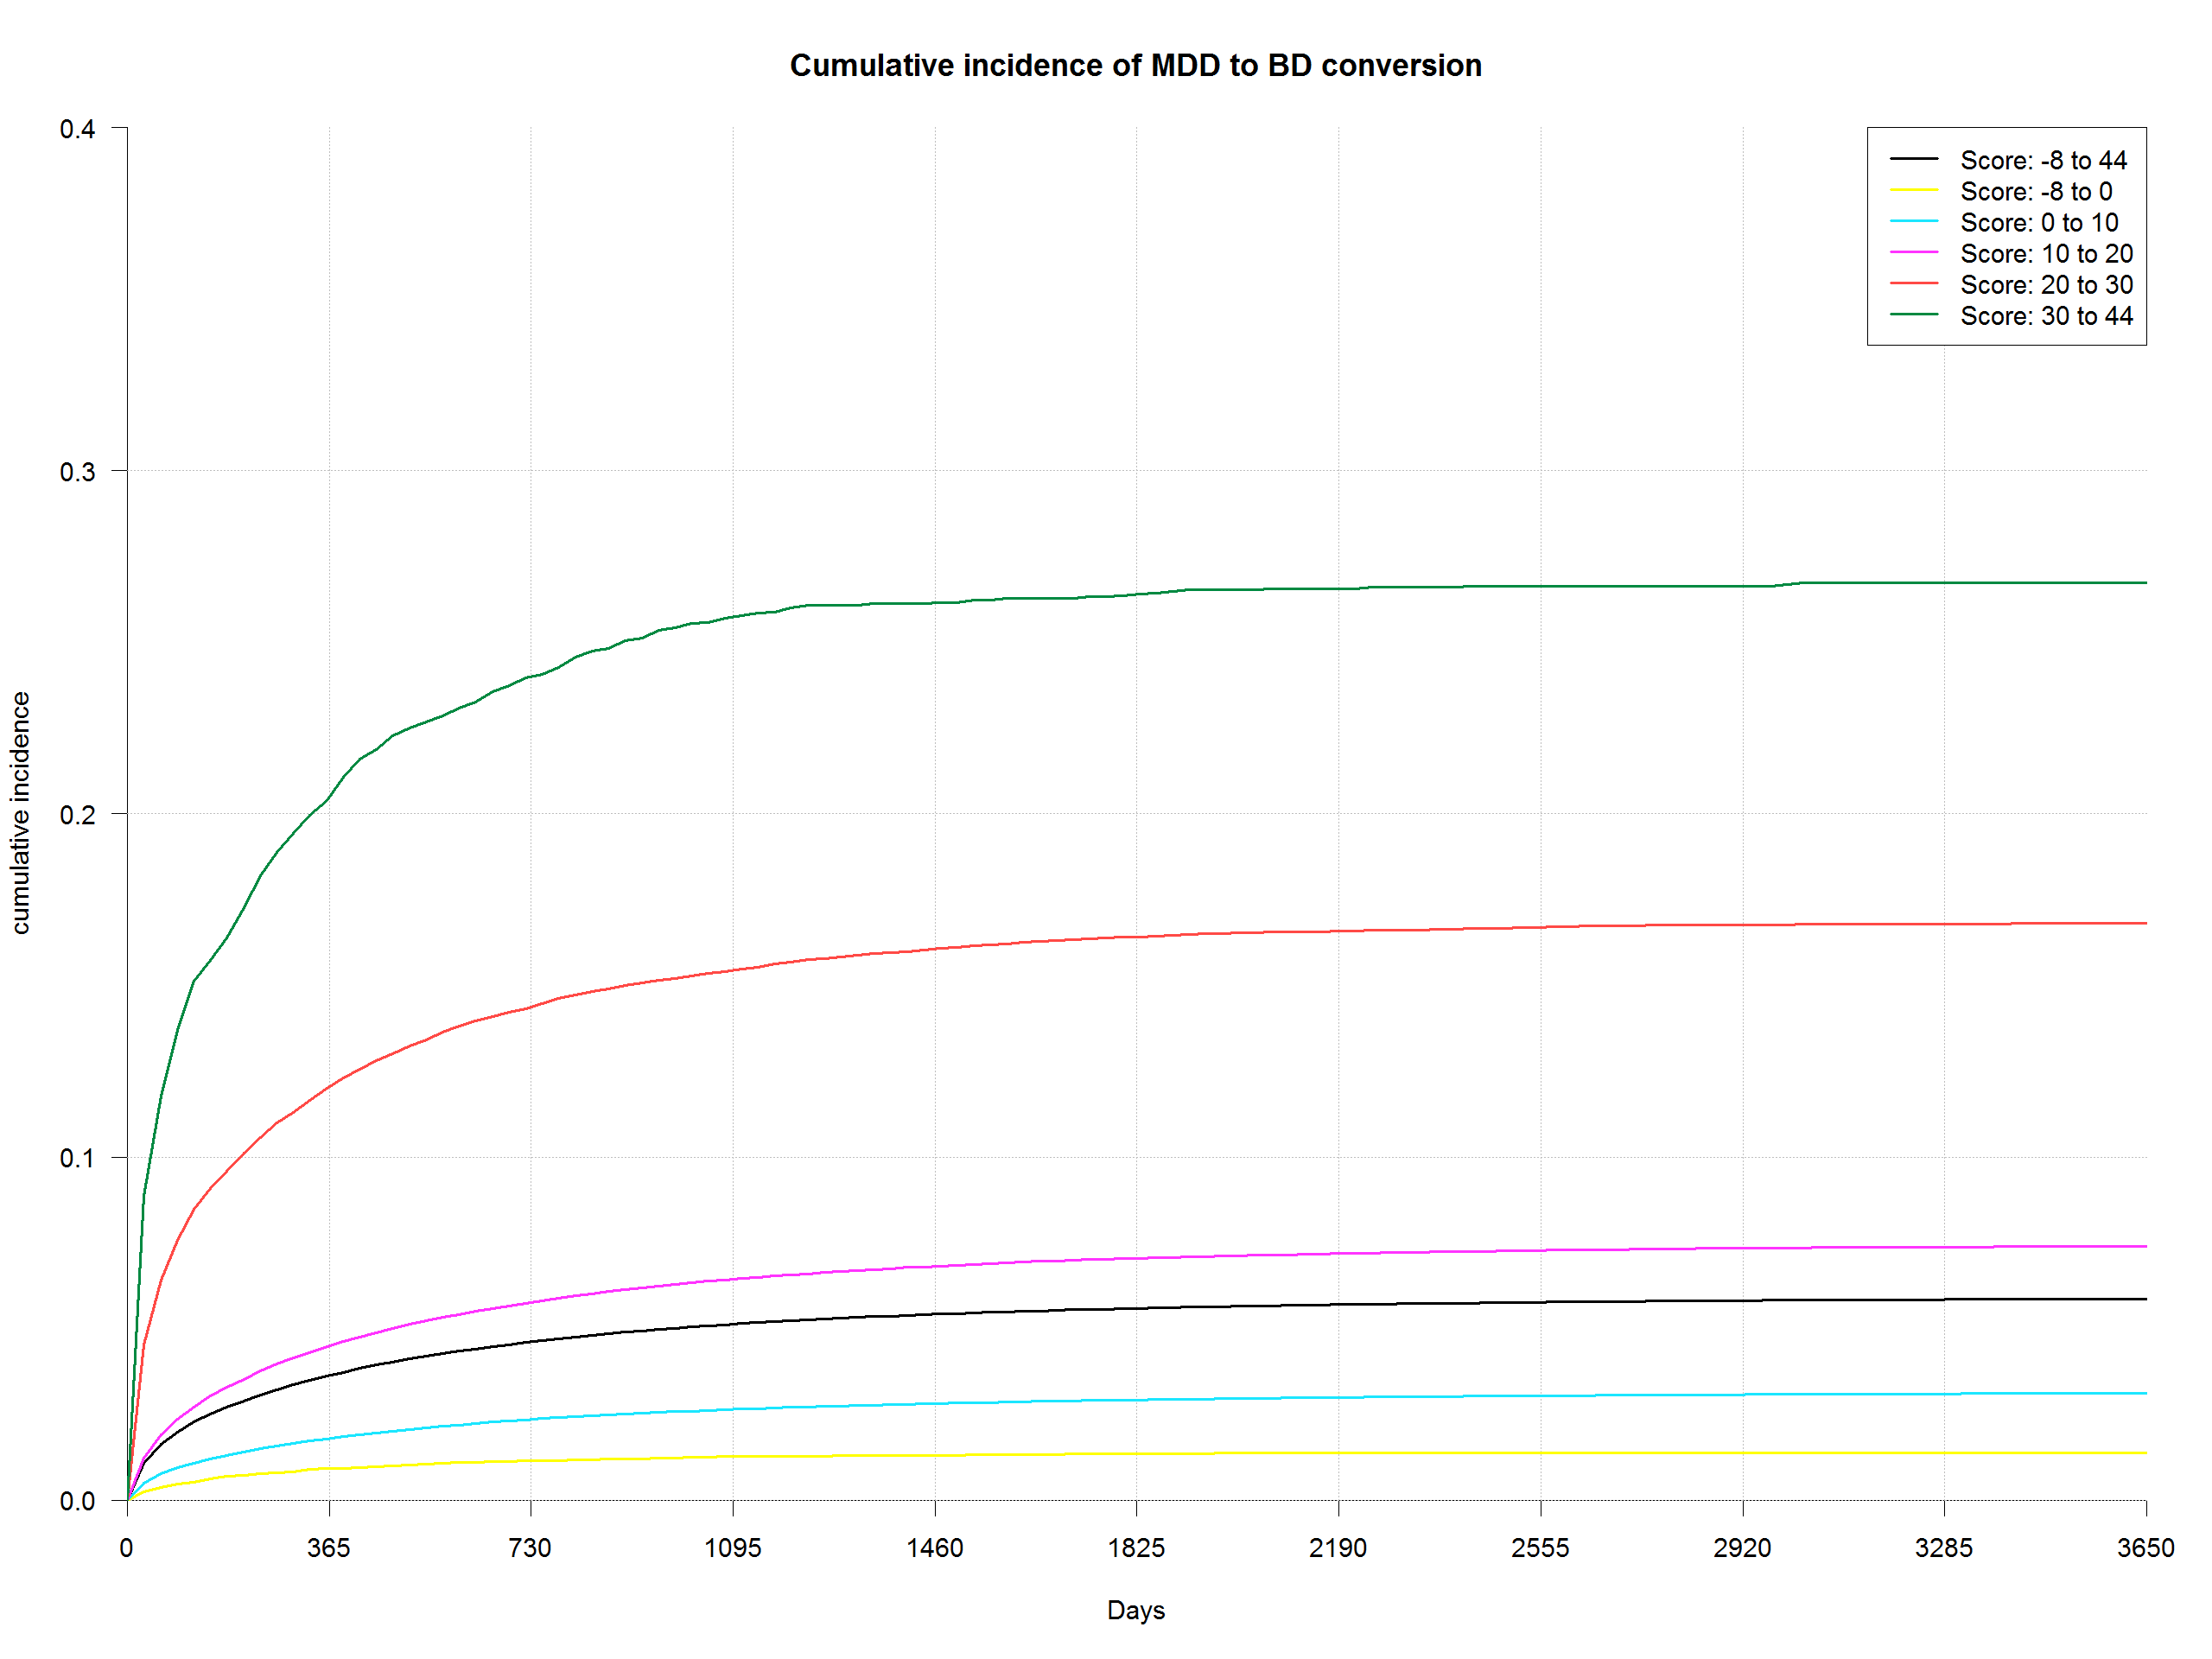 Cumulative incidence of MDD to BD conversion
0.4
0.3
0.2
0.1
0.0
cumulative incidence
Score: -8 to 44
Score: -8 to 0
Score: 0 to 10
Score: 10 to 20
Score: 20 to 30
Score: 30 to 44
0 365 730 1095 1460 1825 2190 2555 2920 3285 3650
Days